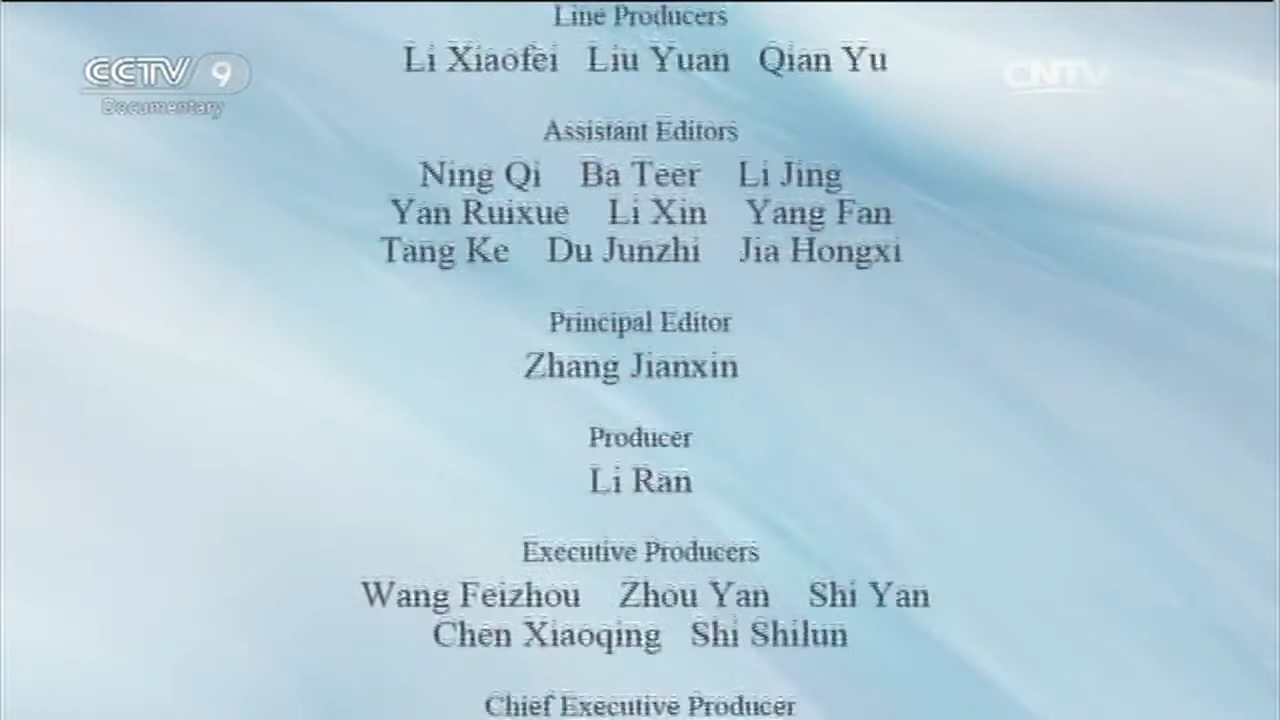 Line Producers
Li Xiaofei Liu Yuan Qian Yu
CCTV 9
Documentary
CNTV
Assistant Editors
Ning Qi Ba Teer Li Jing
Yan Ruixue Li Xin Yang Fan
Tang Ke Du Junzhi Jia Hongxi
Principal Editor
Zhang Jianxin
Producer
Li Ran
Executive Producers
Wang Feizhou Zhou Yan Shi Yan
Chen Xiaoqing Shi Shilun
Chief Executive Producer